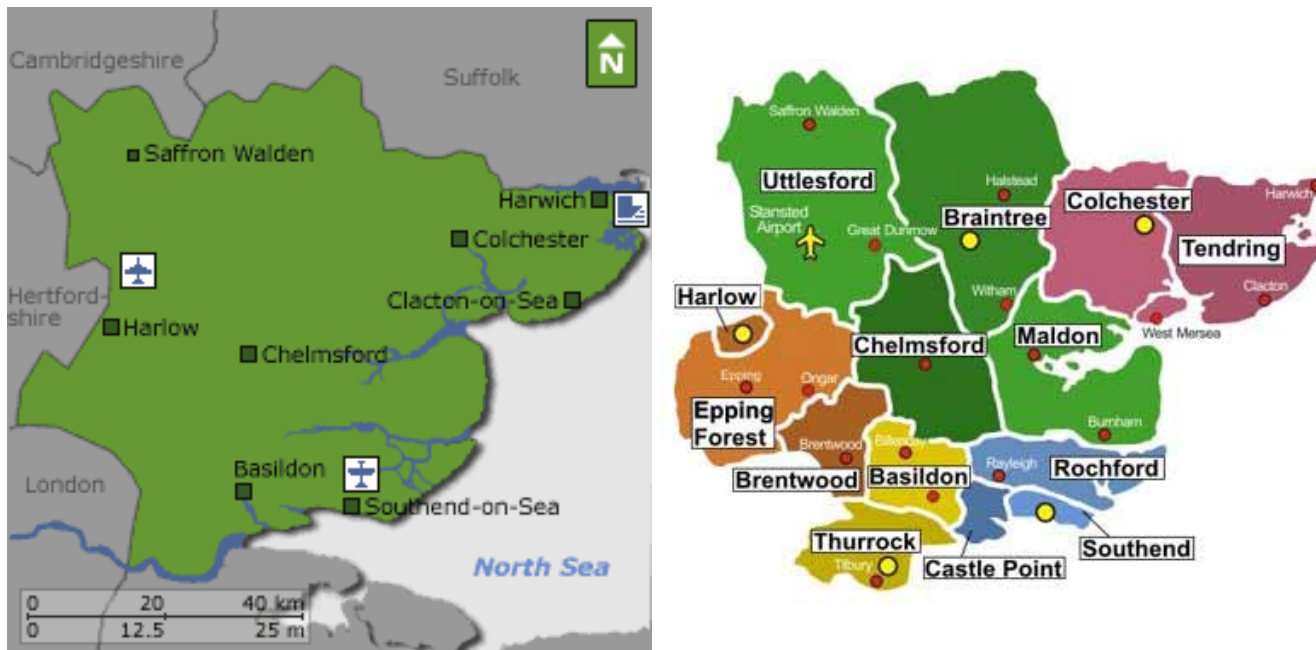 Cambridgeshire
Suffolk
N
Saffron Walden
Harwich
Colchester
Hertford-
shire
Clacton-on-Sea
Harlow
Chelmsford
London
Basildon
Southend-on-Sea
North Sea
0 20 40 km
0 12.5 25 m
Saffron Walden
Uttlesford
Halstead
Colchester
Harwich
Stansted
Airport
Braintree
Great Dunmow
Tendring
Harlow
Witham
Clacton
West Mersea
Chelmsford
Maldon
Epping
Ongar
Epping
Forest
Burnham
Brentwood
Billericay
Brentwood
Basildon
Rayleigh
Rochford
Thurrock
Southend
Tilbury
Castle Point